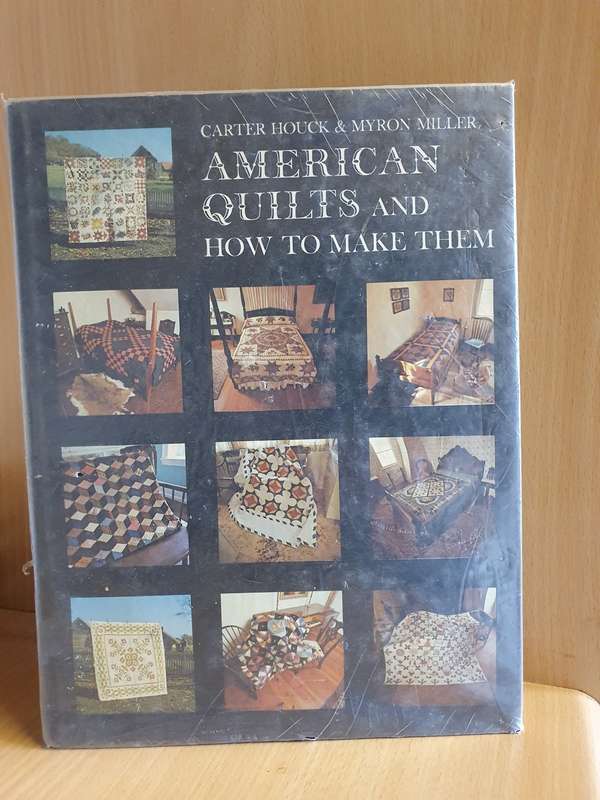 CARTER HOUCK & MYRON MILLER
AMERICAN
QUILTS AND
HOW TO MAKE THEM